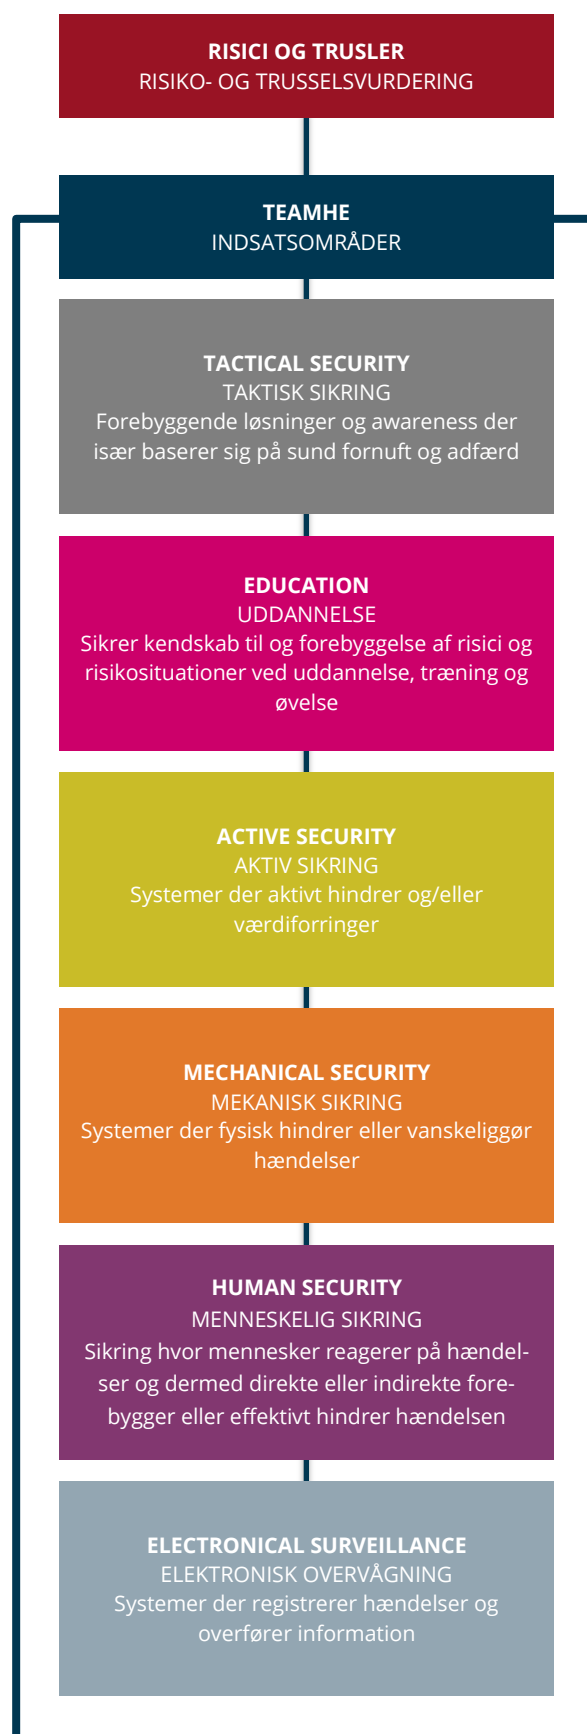 RISICI OG TRUSLER
RISIKO- OG TRUSSELSVURDERING
TEAMHE
INDSATSOMRÅDER
TACTICAL SECURITY
TAKTISK SIKRING
Forebyggende løsninger og awareness der
især baserer sig på sund fornuft og adfærd
EDUCATION
UDDANNELSE
Sikrer kendskab til og forebyggelse af risici og
risikosituationer ved uddannelse, træning og
øvelse
ACTIVE SECURITY
AKTIV SIKRING
Systemer der aktivt hindrer og/eller
værdiforringer
MECHANICAL SECURITY
MEKANISK SIKRING
Systemer der fysisk hindrer eller vanskeliggør
hændelser
HUMAN SECURITY
MENNESKELIG SIKRING
Sikring hvor mennesker reagerer på hændel-
ser og dermed direkte eller indirekte fore-
bygger eller effektivt hindrer hændelsen
ELECTRONICAL SURVEILLANCE
ELEKTRONISK OVERVÅGNING
Systemer der registrerer hændelser og
overfører information